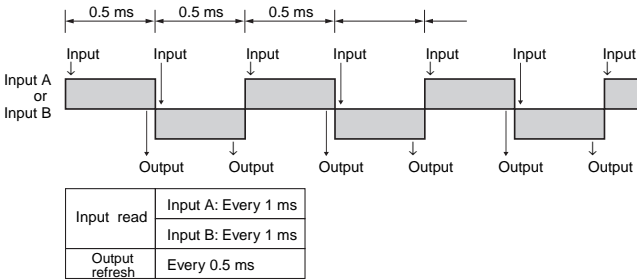 0.5 ms 0.5 ms 0.5 ms
Input Input Input Input Input Input Input
Input A
or
Input B
Output Output Output Output Output Output
Input read
Input A: Every 1 ms
Input B: Every 1 ms
Output
refresh
Every 0.5 ms